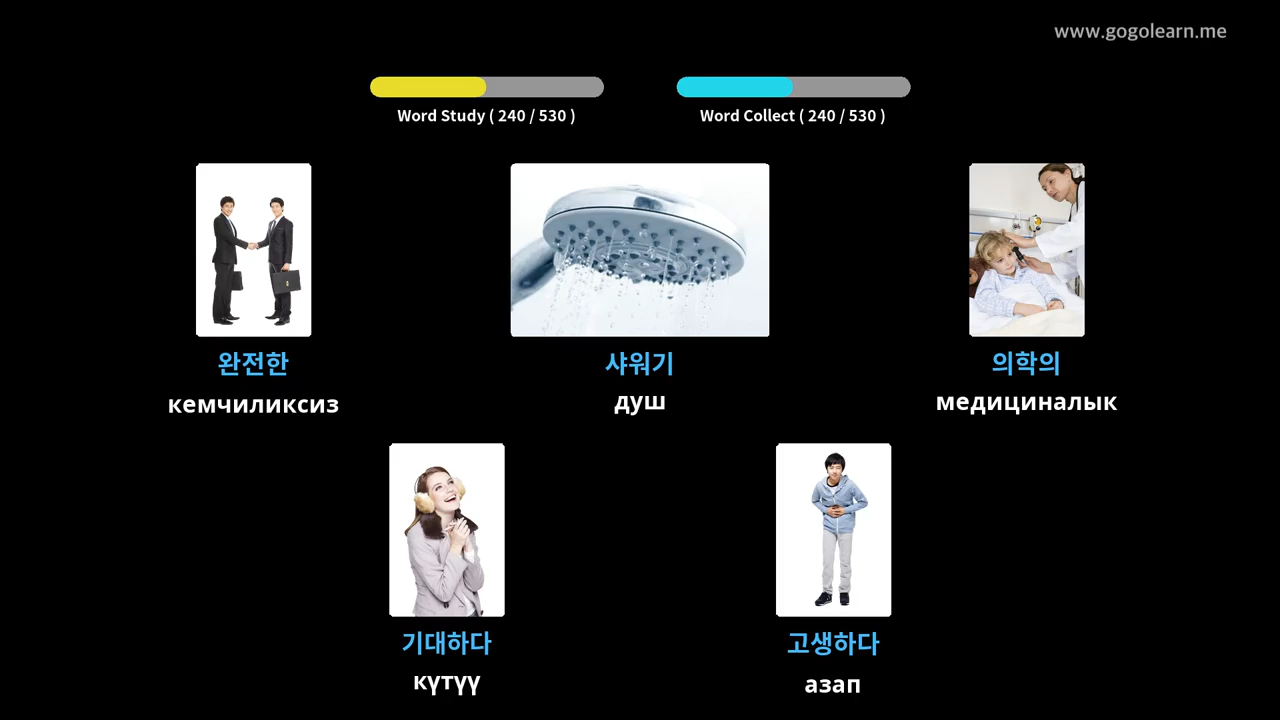 www.gogolearn.me
Word Study ( 240 / 530 )
Word Collect ( 240 / 530 )
완전한
샤워기
의학의
кемчиликсиз
душ
медициналык
기대하다
고생하다
күтүү
азап